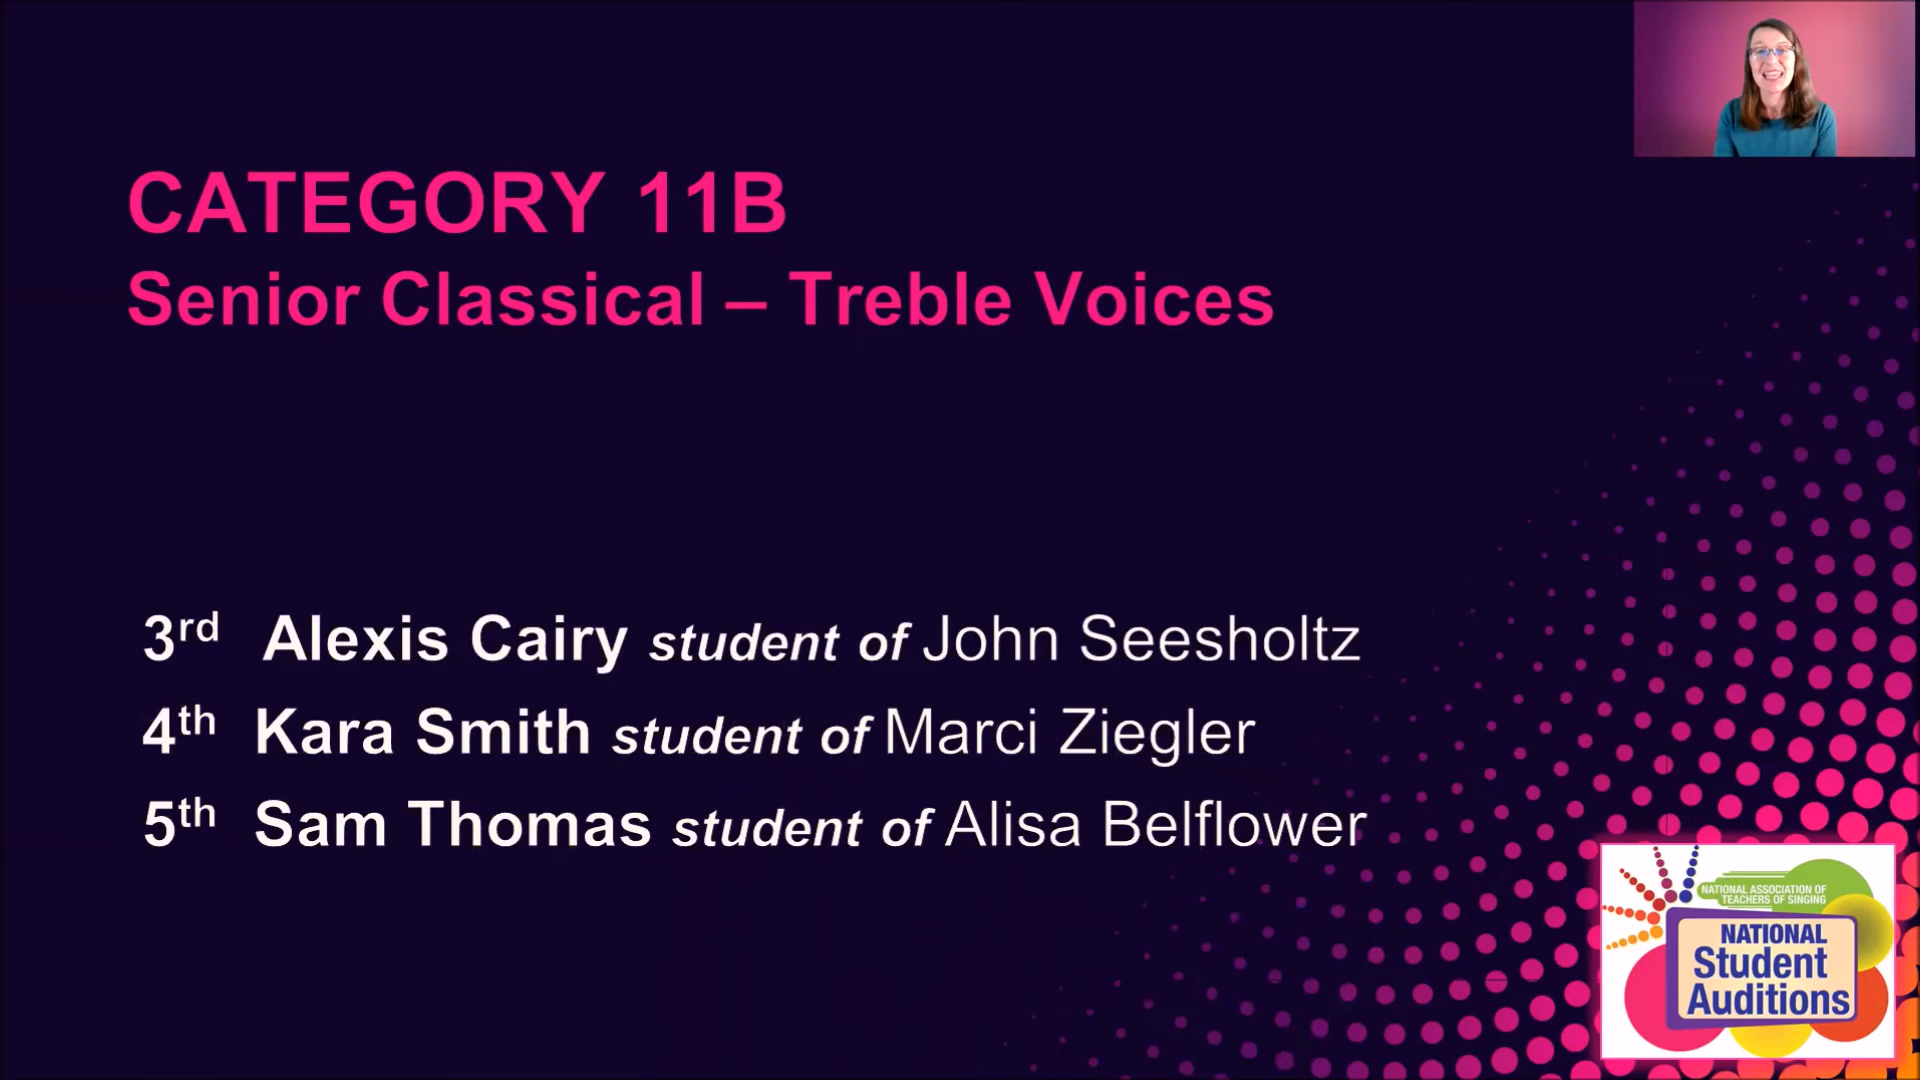 CATEGORY 11B
Senior Classical – Treble Voices
3rd Alexis Cairy student of John Seesholtz
4th Kara Smith student of Marci Ziegler
5th Sam Thomas student of Alisa Belflower
NATIONAL ASSOCIATION OF
TEACHERS OF SINGING
NATIONAL
Student
Auditions